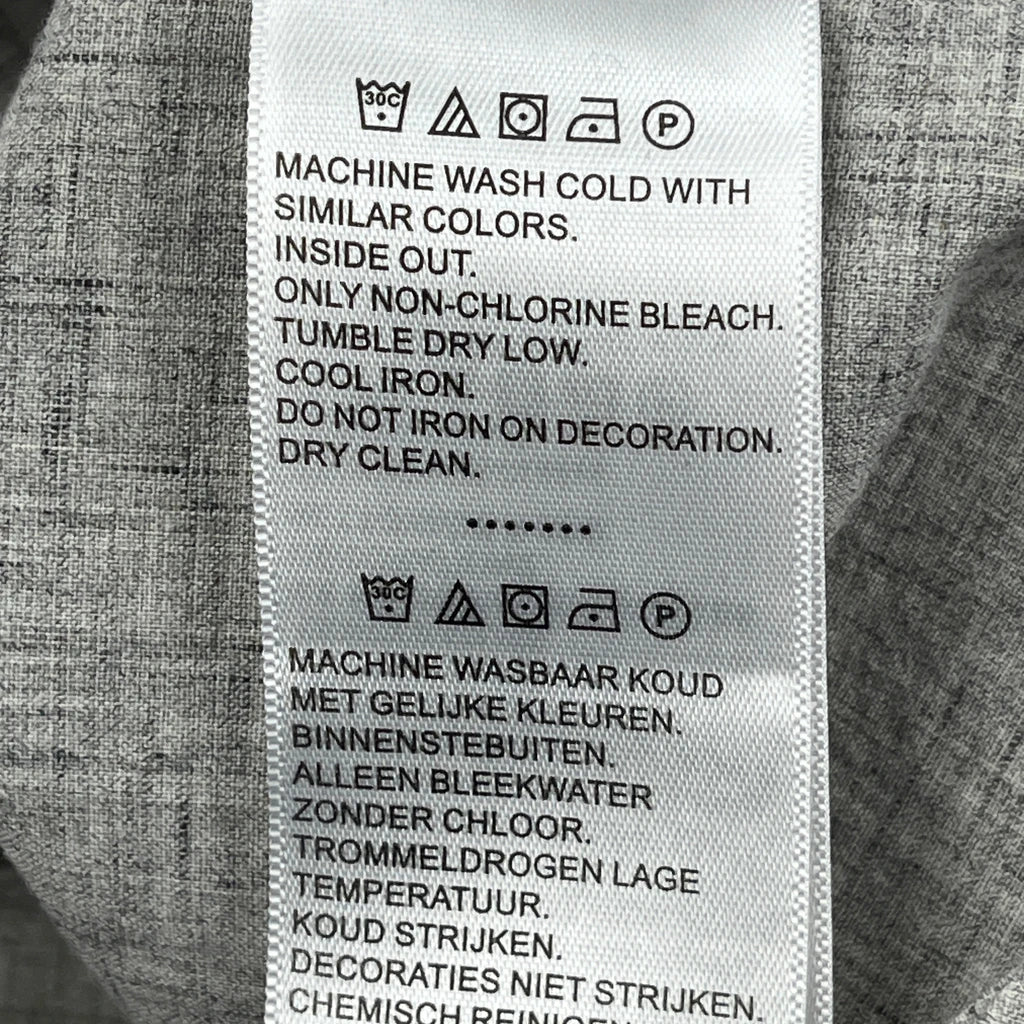 30C P
MACHINE WASH COLD WITH
SIMILAR COLORS.
INSIDE OUT.
ONLY NON-CHLORINE BLEACH.
TUMBLE DRY LOW.
COOL IRON.
DO NOT IRON ON DECORATION.
DRY CLEAN.
.......
30C P
MACHINE WASBAAR KOUD
MET GELIJKE KLEUREN.
BINNENSTEBUITEN.
ALLEEN BLEEKWATER
ZONDER CHLOOR.
TROMMELDROGEN LAGE
TEMPERATUUR.
KOUD STRIJKEN.
DECORATIES NIET STRIJKEN.
CHEMISCH